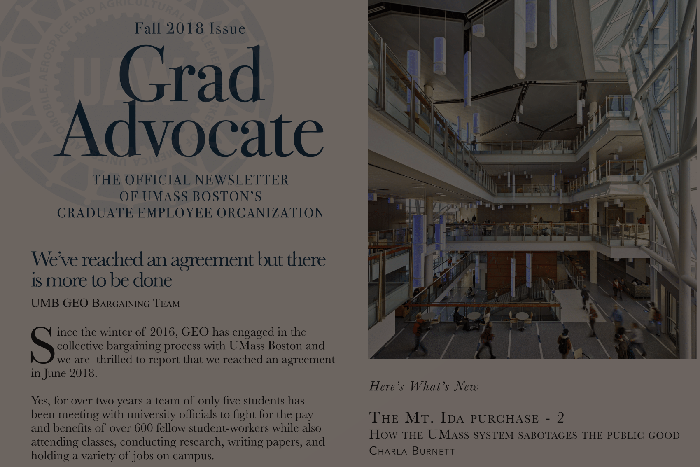 Fall 2018 Issue
Grad
Advocate
THE OFFICIAL NEWSLETTER
OF UMASS BOSTON'S
GRADUATE EMPLOYEE ORGANIZATION
We've reached an agreement but there
is more to be done
UMB GEO BARGAINING TEAM
Since the winter of 2016, GEO has engaged in the
collective bargaining process with UMass Boston and
we are thrilled to report that we reached an agreement
in June 2018.
Yes, for over two years a team of only five students has
been meeting with university officials to fight for the pay
and benefits of over 600 fellow student-workers while also
attending classes, conducting research, writing papers, and
holding a variety of jobs on campus.
Here's What's New
THE MT. IDA PURCHASE - 2
HOW THE UMASS SYSTEM SABOTAGES THE PUBLIC GOOD
CHARLA BURNETT